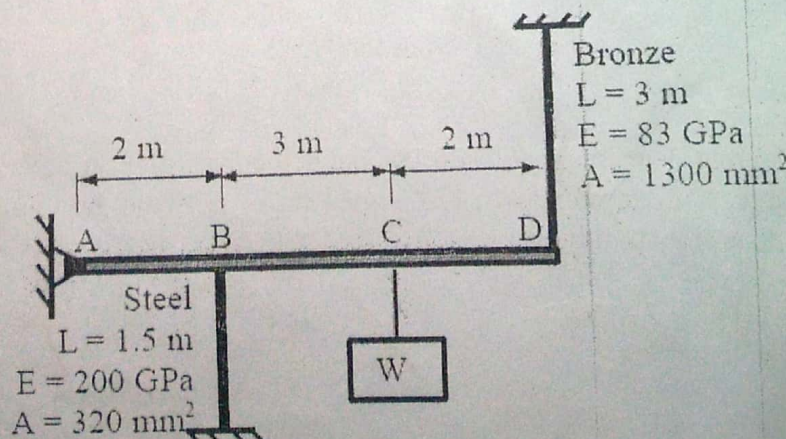 Bronze
L = 3 m
E = 83 GPa
A = 1300 mm²
2 m
3 m
2 m
A
B
C
D
Steel
L = 1.5 m
E = 200 GPa
A = 320 mm²
W